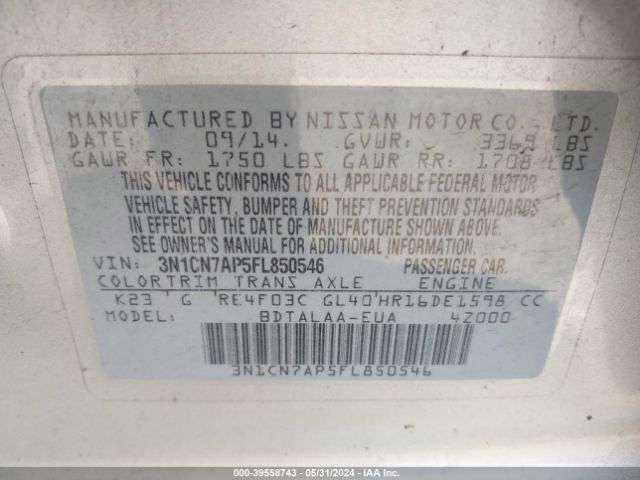 MANUFACTURED BY NISSAN MOTOR CO., LTD.
DATE: 09/14. GVWR: 3369 LBS
GAWR FR: 1750 LBS GAWR RR: 1708 LBS
THIS VEHICLE CONFORMS TO ALL APPLICABLE FEDERAL MOTOR
VEHICLE SAFETY, BUMPER AND THEFT PREVENTION STANDARDS
IN EFFECT ON THE DATE OF MANUFACTURE SHOWN ABOVE.
SEE OWNER'S MANUAL FOR ADDITIONAL INFORMATION.
VIN: 3N1CN7AP5FL850546 PASSENGER CAR.
COLOR TRIM TRANS AXLE ENGINE
K23 G RE4F03C GL40 HR16DE1598 CC
MODEL BDTALAA-EUA 4Z000
3N1CN7AP5FL850546
000-39558743 / 05/31/2024 - IAA Inc.